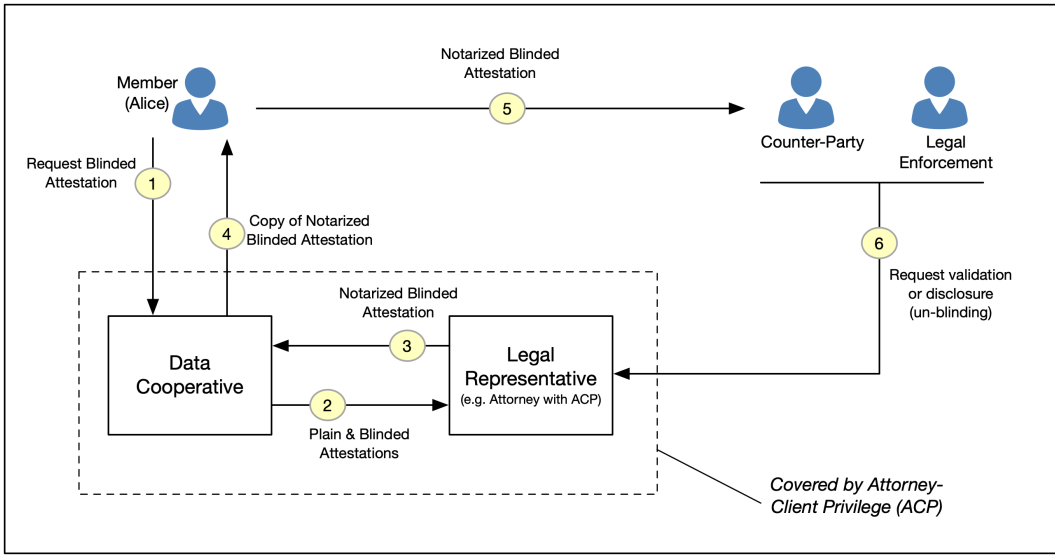 Member
(Alice)
Notarized Blinded
Attestation
5
Counter-Party
Legal
Enforcement
Request Blinded
Attestation
1
4
Copy of Notarized
Blinded Attestation
6
Request validation
or disclosure
(un-blinding)
Notarized Blinded
Attestation
3
Data
Cooperative
Legal
Representative
(e.g. Attorney with ACP)
2
Plain & Blinded
Attestations
Covered by Attorney-
Client Privilege (ACP)